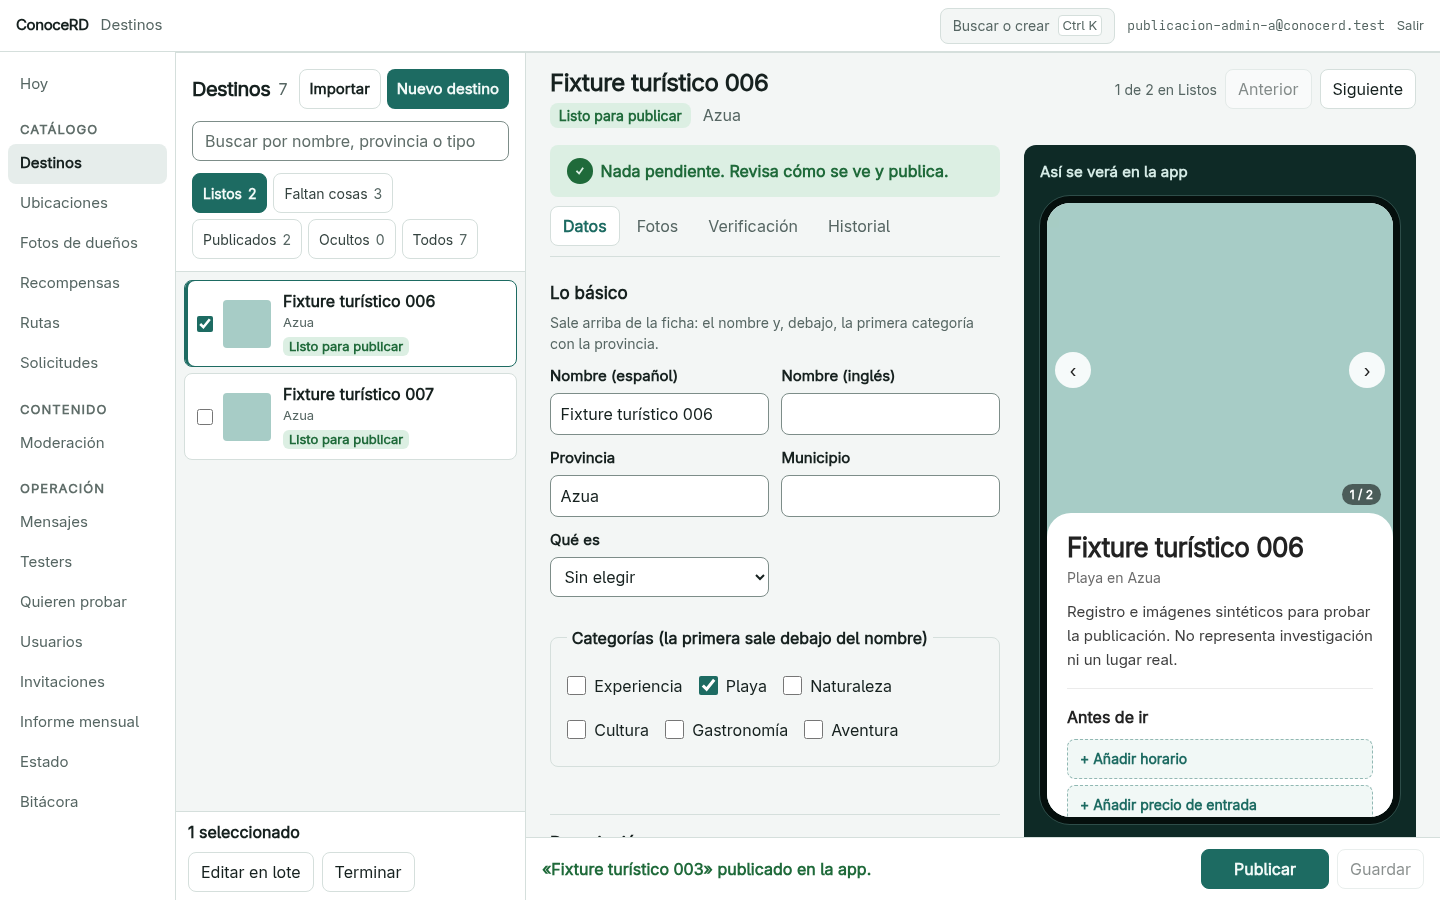 ConoceRD Destinos
Buscar o crear Ctrl K
publicacion-admin-a@conocerd.test Salir
Hoy
CATÁLOGO
Destinos
Ubicaciones
Fotos de dueños
Recompensas
Rutas
Solicitudes
CONTENIDO
Moderación
OPERACIÓN
Mensajes
Testers
Quieren probar
Usuarios
Invitaciones
Informe mensual
Estado
Bitácora
Destinos 7 Importar Nuevo destino
Buscar por nombre, provincia o tipo
Listos 2 Faltan cosas 3
Publicados 2 Ocultos 0 Todos 7
Fixture turístico 006
Azua
Listo para publicar
Fixture turístico 007
Azua
Listo para publicar
1 seleccionado
Editar en lote Terminar
Fixture turístico 006
Listo para publicar Azua
1 de 2 en Listos Anterior Siguiente
Nada pendiente. Revisa cómo se ve y publica.
Datos Fotos Verificación Historial
Lo básico
Sale arriba de la ficha: el nombre y, debajo, la primera categoría
con la provincia.
Nombre (español) Nombre (inglés)
Fixture turístico 006
Provincia Municipio
Azua
Qué es
Sin elegir
Categorías (la primera sale debajo del nombre)
Experiencia Playa Naturaleza
Cultura Gastronomía Aventura
Así se verá en la app
‹ ›
1 / 2
Fixture turístico 006
Playa en Azua
Registro e imágenes sintéticos para probar
la publicación. No representa investigación
ni un lugar real.
Antes de ir
+ Añadir horario
+ Añadir precio de entrada
«Fixture turístico 003» publicado en la app.
Publicar Guardar